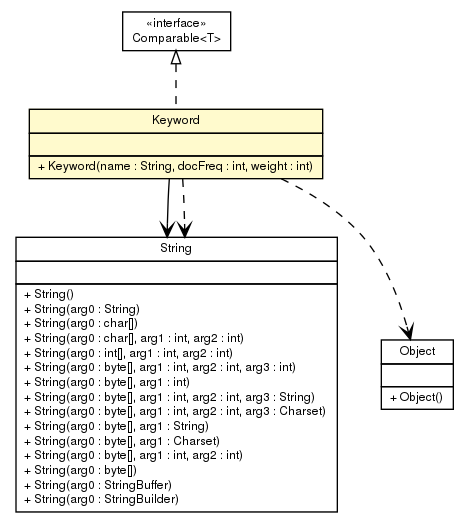 «interface»
Comparable<T>
Keyword
+ Keyword(name : String, docFreq : int, weight : int)
String
+ String()
+ String(arg0 : String)
+ String(arg0 : char[])
+ String(arg0 : char[], arg1 : int, arg2 : int)
+ String(arg0 : int[], arg1 : int, arg2 : int)
+ String(arg0 : byte[], arg1 : int, arg2 : int, arg3 : int)
+ String(arg0 : byte[], arg1 : int)
+ String(arg0 : byte[], arg1 : int, arg2 : int, arg3 : String)
+ String(arg0 : byte[], arg1 : int, arg2 : int, arg3 : Charset)
+ String(arg0 : byte[], arg1 : String)
+ String(arg0 : byte[], arg1 : Charset)
+ String(arg0 : byte[], arg1 : int, arg2 : int)
+ String(arg0 : byte[])
+ String(arg0 : StringBuffer)
+ String(arg0 : StringBuilder)
Object
+ Object()